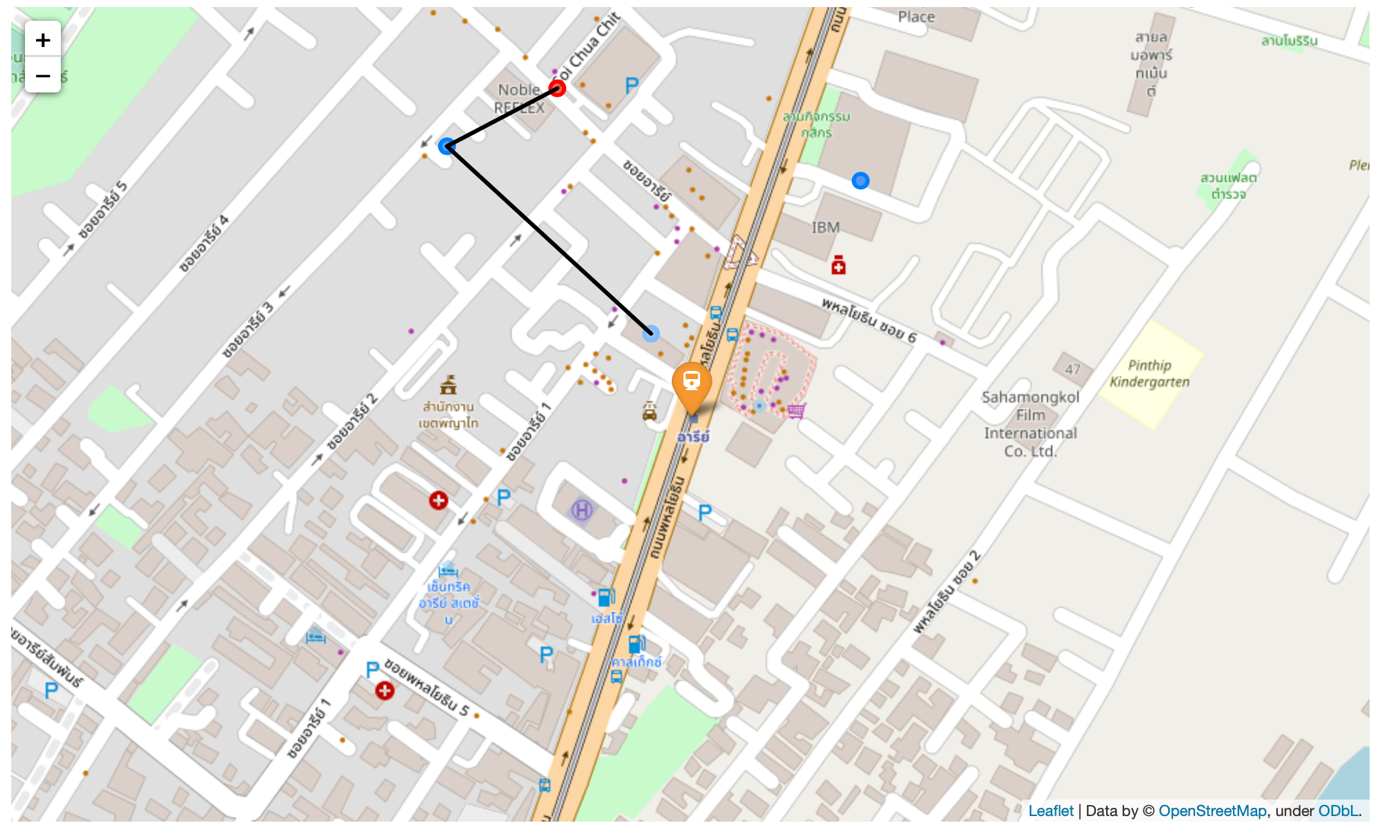 +
−
Place
สายล
มอพาร์
ทเม้น
ต์
ลานโมริริน
Soi Chua Chit
Noble
REFLEX
P
ลานกิจกรรม
กสิกร
ซอยอารีย์
ซอยอารีย์ 5
ซอยอารีย์ 4
สวนแฟลต
ตำรวจ
IBM
ซอยอารีย์ 3
พหลโยธิน ซอย 6
47
Pinthip
Kindergarten
Sahamongkol
Film
International
Co. Ltd.
สำนักงาน
เขตพญาไท
ซอยอารีย์ 2
ซอยอารีย์ 1
อารีย์
P
H
P
ถนนพหลโยธิน
เซ็นทริค
อารีย์ สเตชั่
น
เอสโซ่
คาลเท็กซ์
พหลโยธิน ซอย 2
P
P
P
ซอยพหลโยธิน 5
ซอยอารีย์ 1
Leaflet | Data by © OpenStreetMap, under ODbL.